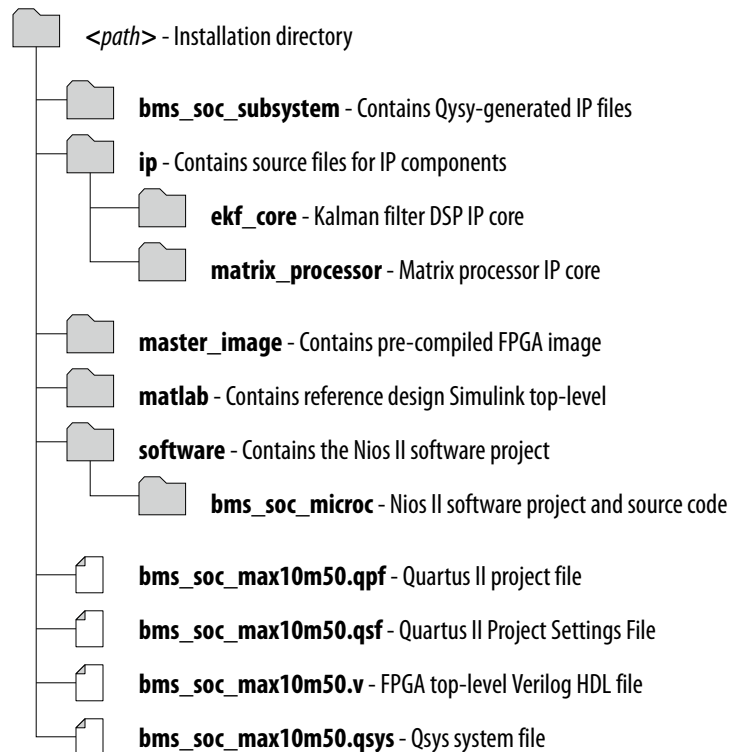 <path> - Installation directory
bms_soc_subsystem - Contains Qysy-generated IP files
ip - Contains source files for IP components
ekf_core - Kalman filter DSP IP core
matrix_processor - Matrix processor IP core
master_image - Contains pre-compiled FPGA image
matlab - Contains reference design Simulink top-level
software - Contains the Nios II software project
bms_soc_microc - Nios II software project and source code
bms_soc_max10m50.qpf - Quartus II project file
bms_soc_max10m50.qsf - Quartus II Project Settings File
bms_soc_max10m50.v - FPGA top-level Verilog HDL file
bms_soc_max10m50.qsys - Qsys system file